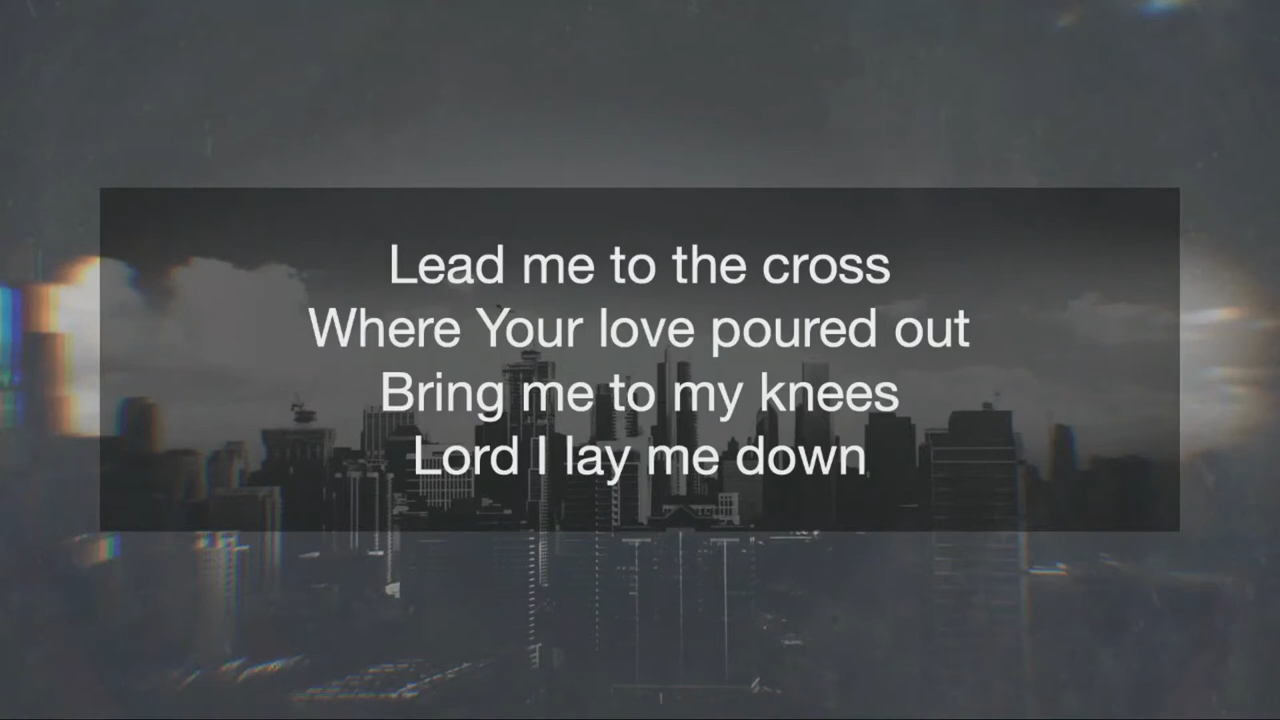 Lead me to the cross
Where Your love poured out
Bring me to my knees
Lord I lay me down